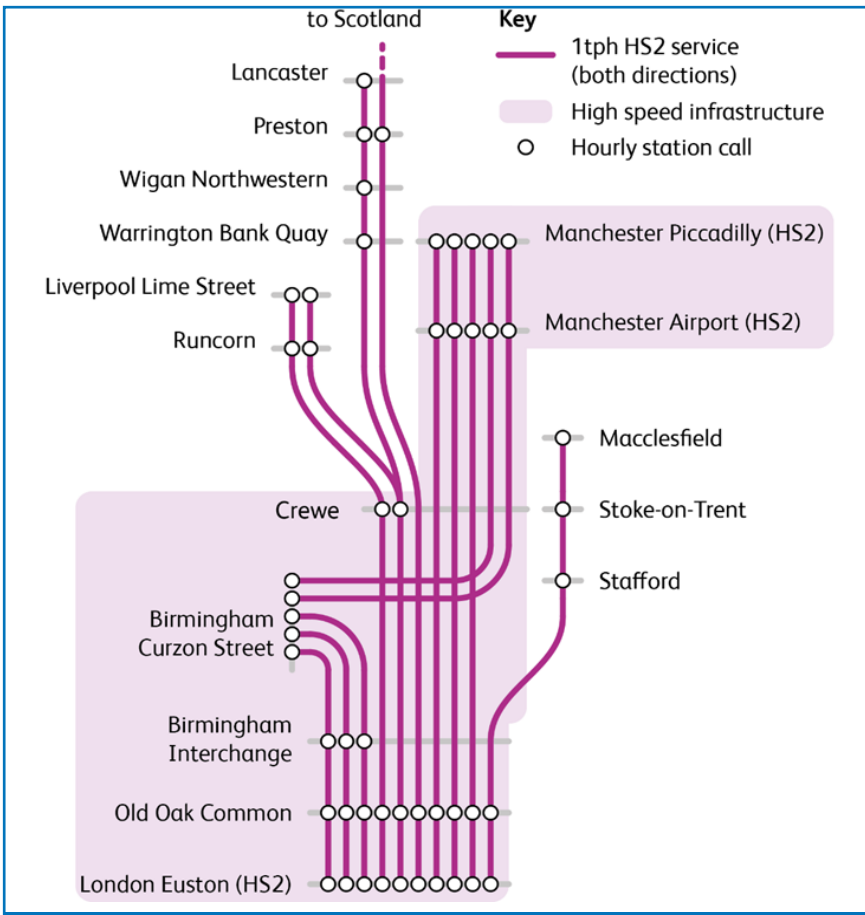 to Scotland
Key
1tph HS2 service
(both directions)
High speed infrastructure
Hourly station call
Lancaster
Preston
Wigan Northwestern
Warrington Bank Quay
Manchester Piccadilly (HS2)
Liverpool Lime Street
Manchester Airport (HS2)
Runcorn
Macclesfield
Crewe
Stoke-on-Trent
Stafford
Birmingham
Curzon Street
Birmingham
Interchange
Old Oak Common
London Euston (HS2)